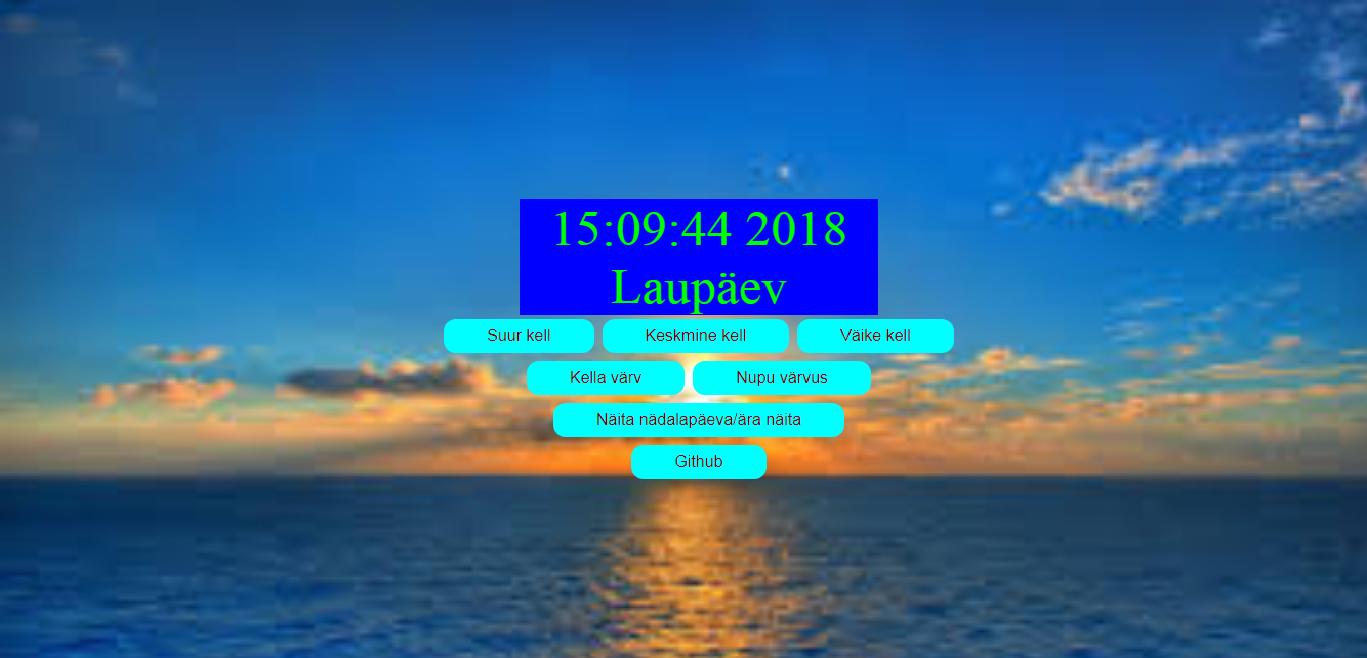 15:09:44 2018
Laupäev
Suur kell Keskmine kell Väike kell
Kella värv Nupu värvus
Näita nädalapäeva/ära näita
Github